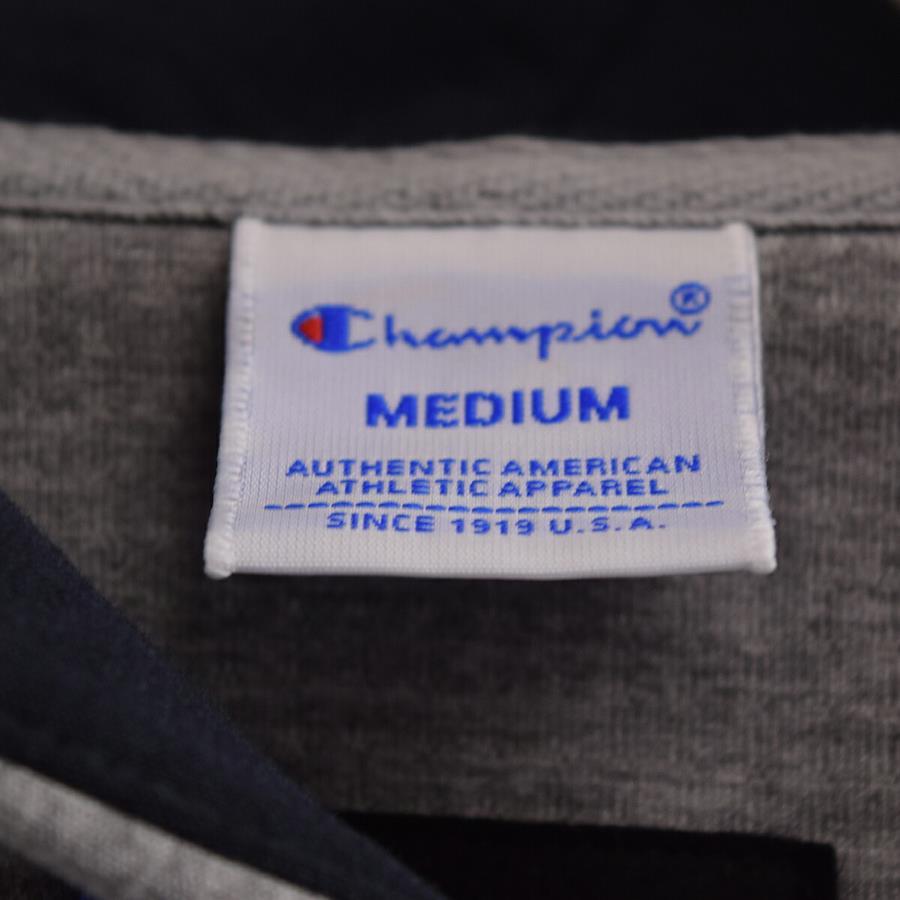 Champion®
MEDIUM
AUTHENTIC AMERICAN
ATHLETIC APPAREL
SINCE 1919 U.S.A.